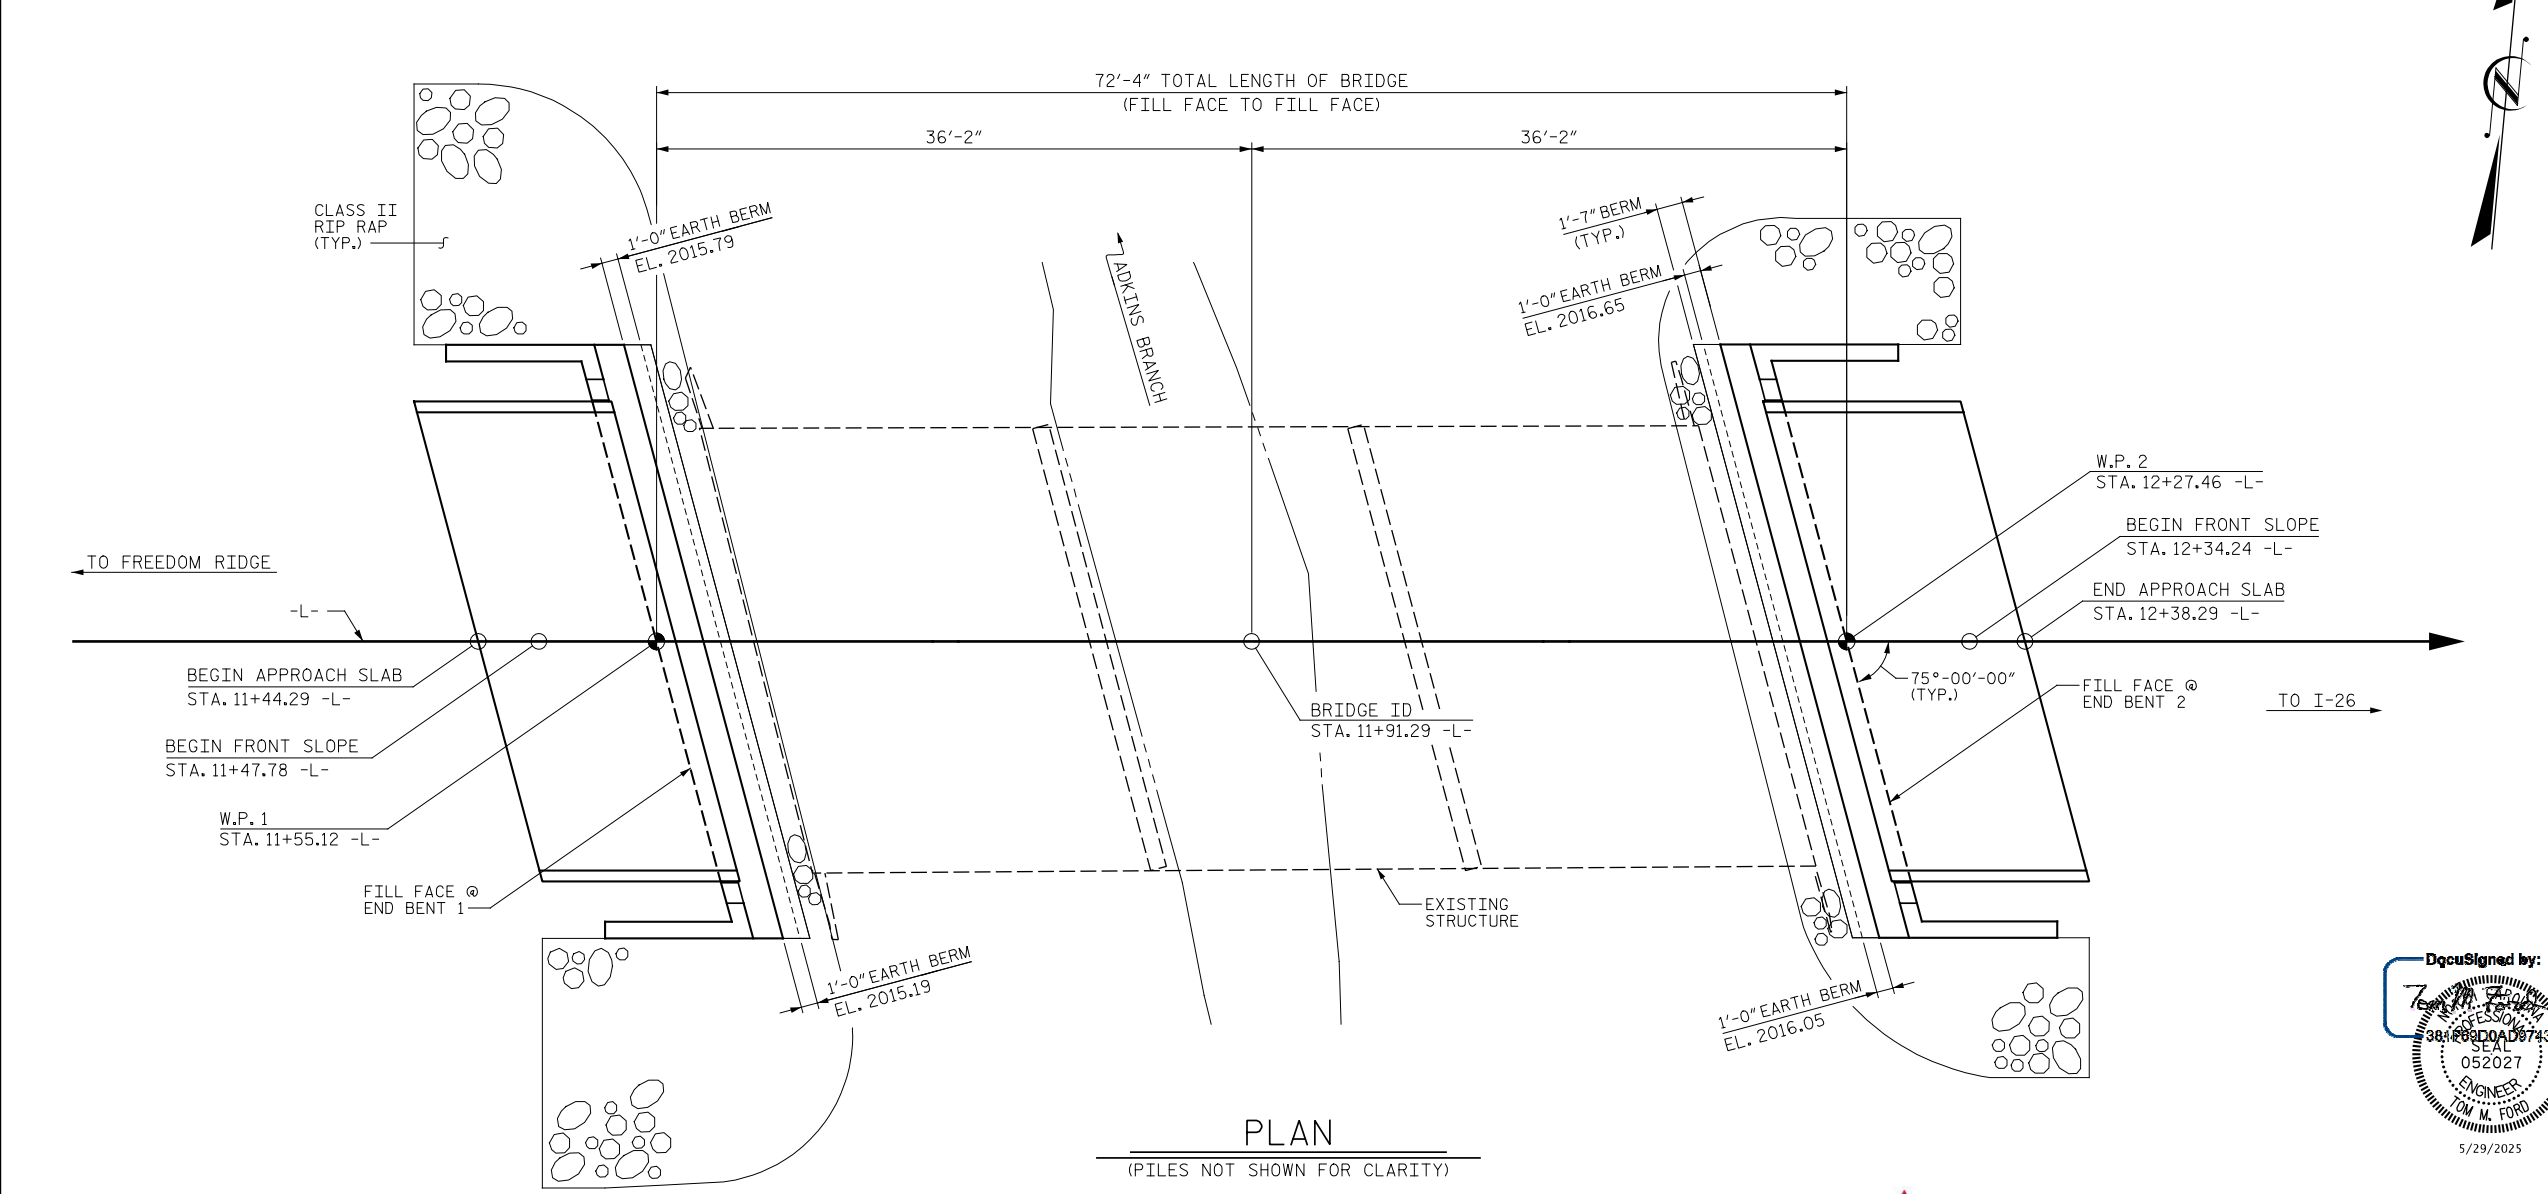 72'-4" TOTAL LENGTH OF BRIDGE
(FILL FACE TO FILL FACE)
36'-2"
36'-2"
CLASS II
RIP RAP
(TYP.)
1'-0" EARTH BERM
EL. 2015.79
ADKINS BRANCH
1'-7" BERM
(TYP.)
1'-0" EARTH BERM
EL. 2016.65
W.P. 2
STA. 12+27.46 -L-
BEGIN FRONT SLOPE
STA. 12+34.24 -L-
END APPROACH SLAB
STA. 12+38.29 -L-
TO FREEDOM RIDGE
-L-
BEGIN APPROACH SLAB
STA. 11+44.29 -L-
BEGIN FRONT SLOPE
STA. 11+47.78 -L-
W.P. 1
STA. 11+55.12 -L-
FILL FACE @
END BENT 1
BRIDGE ID
STA. 11+91.29 -L-
75°-00'-00"
(TYP.)
FILL FACE @
END BENT 2
TO I-26
EXISTING
STRUCTURE
1'-0" EARTH BERM
EL. 2015.19
1'-0" EARTH BERM
EL. 2016.05
PLAN
(PILES NOT SHOWN FOR CLARITY)
DocuSigned by:
NORTH CAROLINA
PROFESSIONAL
SEAL
052027
ENGINEER
TOM M. FORD
5/29/2025